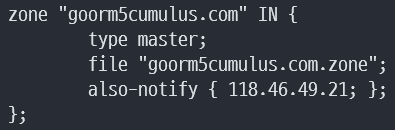 zone "goorm5cumulus.com" IN {
        type master;
        file "goorm5cumulus.com.zone";
        also-notify { 118.46.49.21; };
};